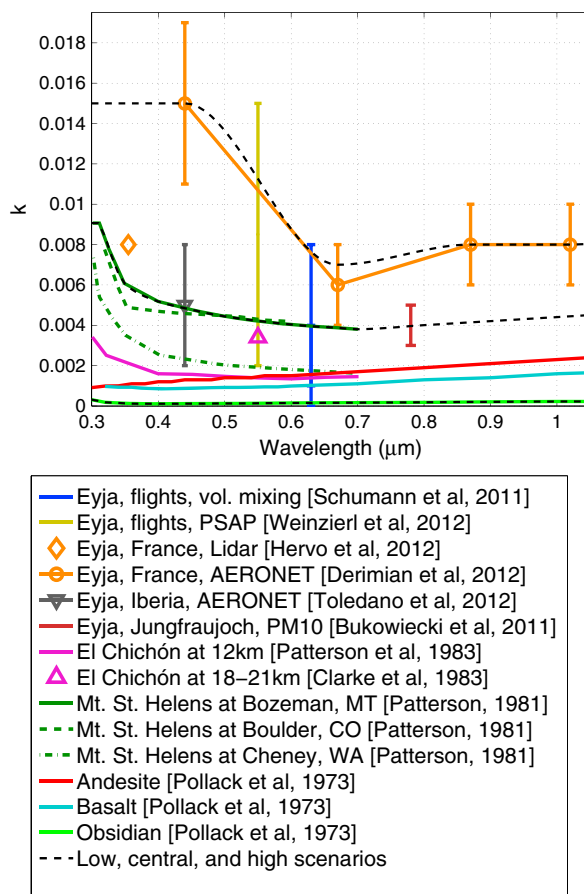 0.018
0.016
0.014
0.012
0.01
0.008
0.006
0.004
0.002
0
k
0.3 0.4 0.5 0.6 0.7 0.8 0.9 1
Wavelength (μm)
Eyja, flights, vol. mixing [Schumann et al, 2011]
Eyja, flights, PSAP [Weinzierl et al, 2012]
Eyja, France, Lidar [Hervo et al, 2012]
Eyja, France, AERONET [Derimian et al, 2012]
Eyja, Iberia, AERONET [Toledano et al, 2012]
Eyja, Jungfraujoch, PM10 [Bukowiecki et al, 2011]
El Chichón at 12km [Patterson et al, 1983]
El Chichón at 18−21km [Clarke et al, 1983]
Mt. St. Helens at Bozeman, MT [Patterson, 1981]
Mt. St. Helens at Boulder, CO [Patterson, 1981]
Mt. St. Helens at Cheney, WA [Patterson, 1981]
Andesite [Pollack et al, 1973]
Basalt [Pollack et al, 1973]
Obsidian [Pollack et al, 1973]
Low, central, and high scenarios